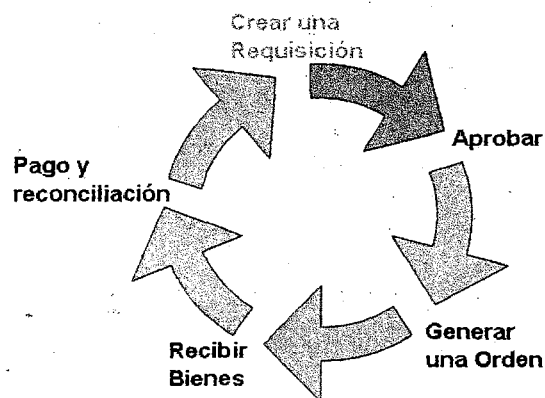 Crear una
Requisición
Aprobar
Generar
una Orden
Recibir
Bienes
Pago y
reconciliación